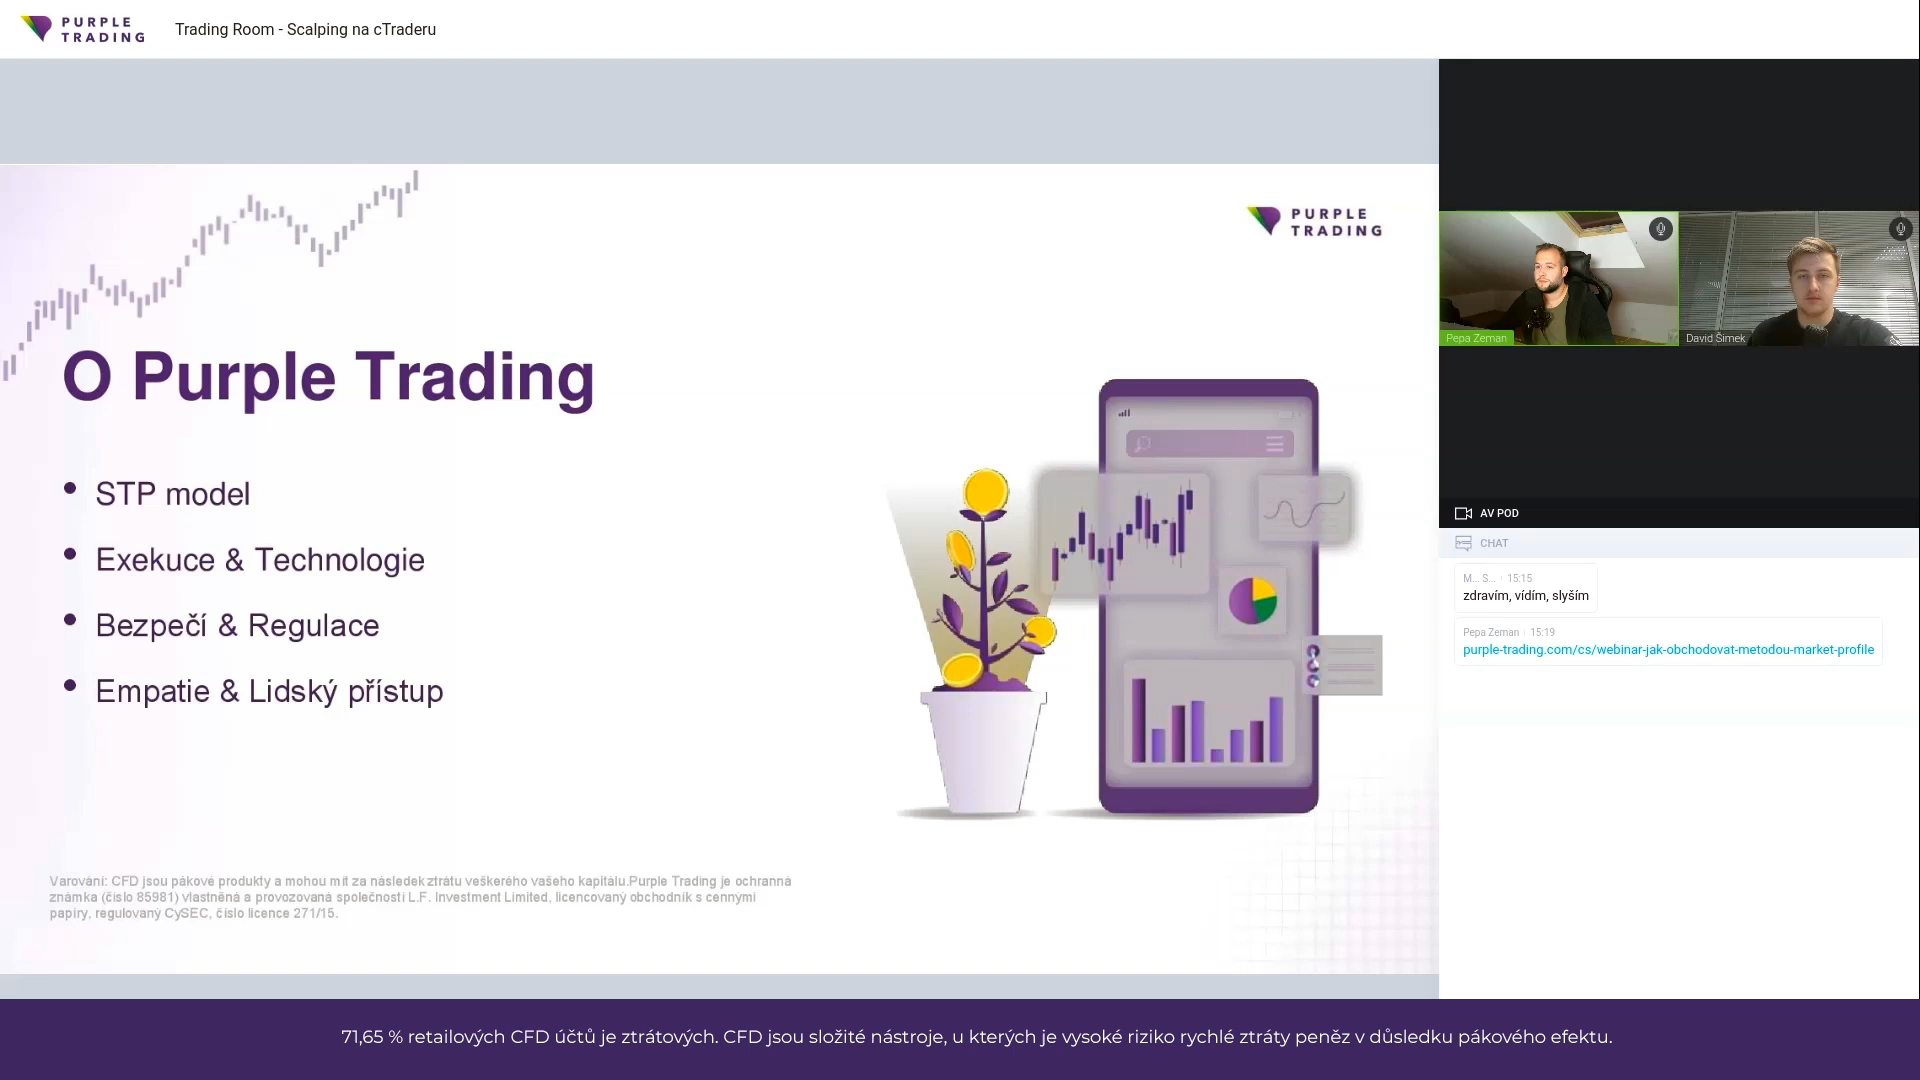 PURPLE
TRADING
Trading Room - Scalping na cTraderu
PURPLE
TRADING
O Purple Trading
• STP model
• Exekuce & Technologie
• Bezpečí & Regulace
• Empatie & Lidský přístup
Varování: CFD jsou pákové produkty a mohou mít za následek ztrátu veškerého vašeho kapitálu.Purple Trading je ochranná
známka (číslo 85981) vlastněná a provozovaná společností L.F. Investment Limited, licencovaný obchodník s cennými
papíry, regulovaný CySEC, číslo licence 271/15.
Pepa Zeman
David Šimek
AV POD
CHAT
M... S... · 15:15
zdravím, vídím, slyším
Pepa Zeman · 15:19
purple-trading.com/cs/webinar-jak-obchodovat-metodou-market-profile
71,65 % retailových CFD účtů je ztrátových. CFD jsou složité nástroje, u kterých je vysoké riziko rychlé ztráty peněz v důsledku pákového efektu.